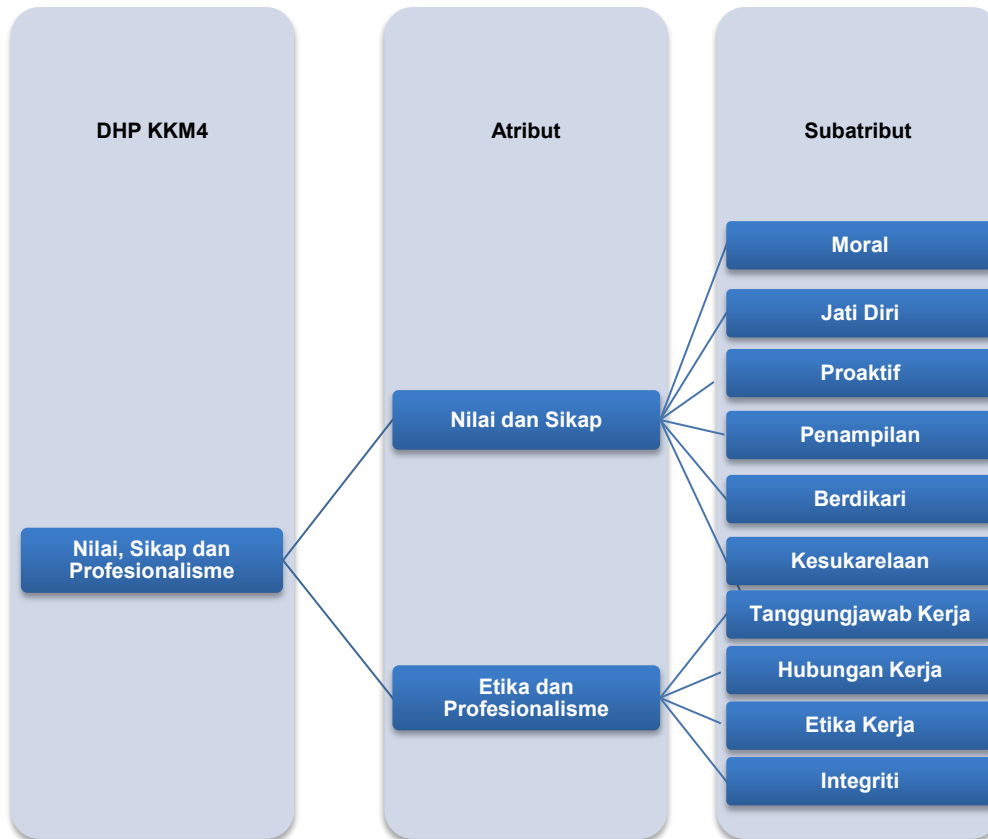 DHP KKM4
Atribut
Subatribut
Nilai, Sikap dan
Profesionalisme
Nilai dan Sikap
Etika dan
Profesionalisme
Moral
Jati Diri
Proaktif
Penampilan
Berdikari
Kesukarelaan
Tanggungjawab Kerja
Hubungan Kerja
Etika Kerja
Integriti